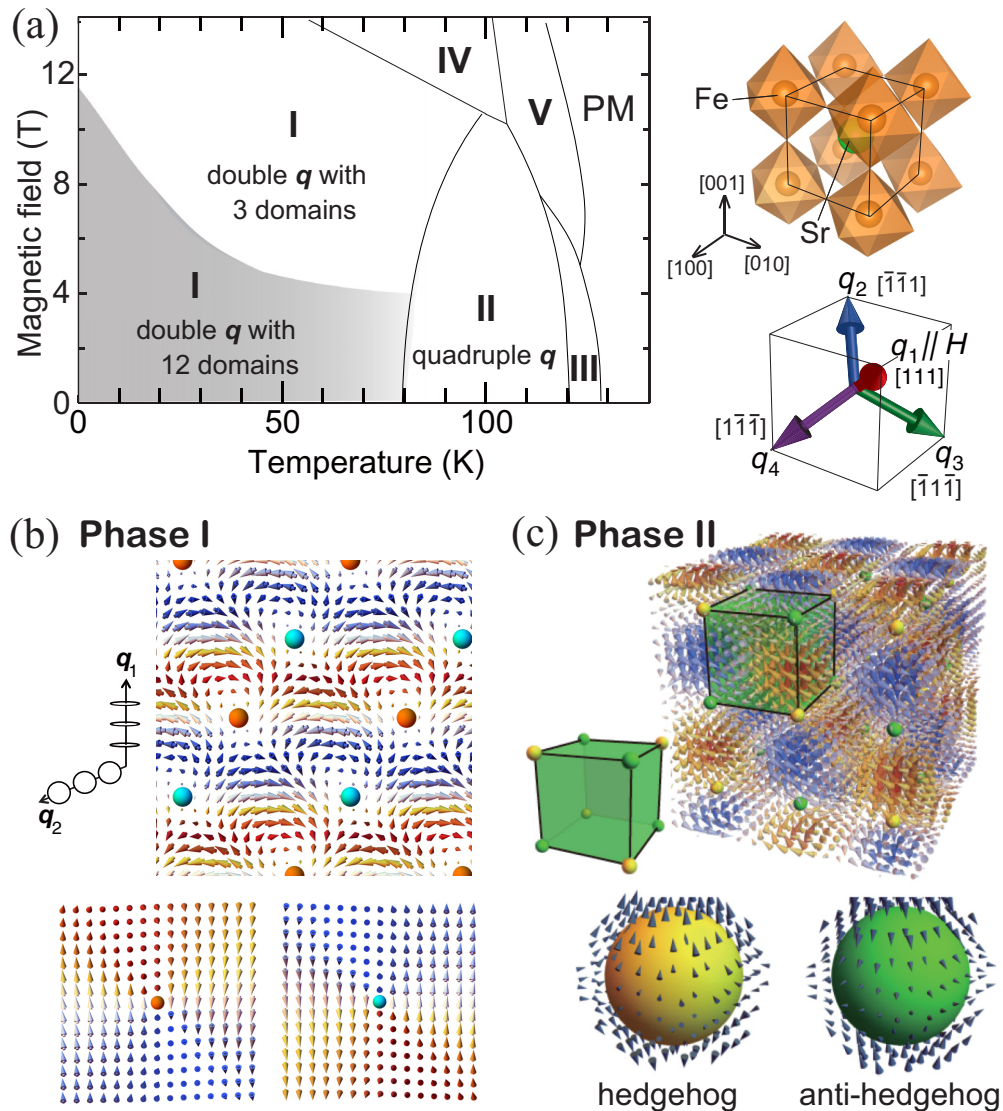 (a)
Magnetic field (T)
12
8
4
0
0
50
100
Temperature (K)
I
double q with
3 domains
I
double q with
12 domains
II
quadruple q
III
IV
V
PM
Fe
Sr
[001]
[100]
[010]
q2 [1̄1̄1]
q1 // H
[111]
[11̄1̄]
q4
q3
[1̄11̄]
(b) Phase I
q1
q2
(c) Phase II
hedgehog
anti-hedgehog